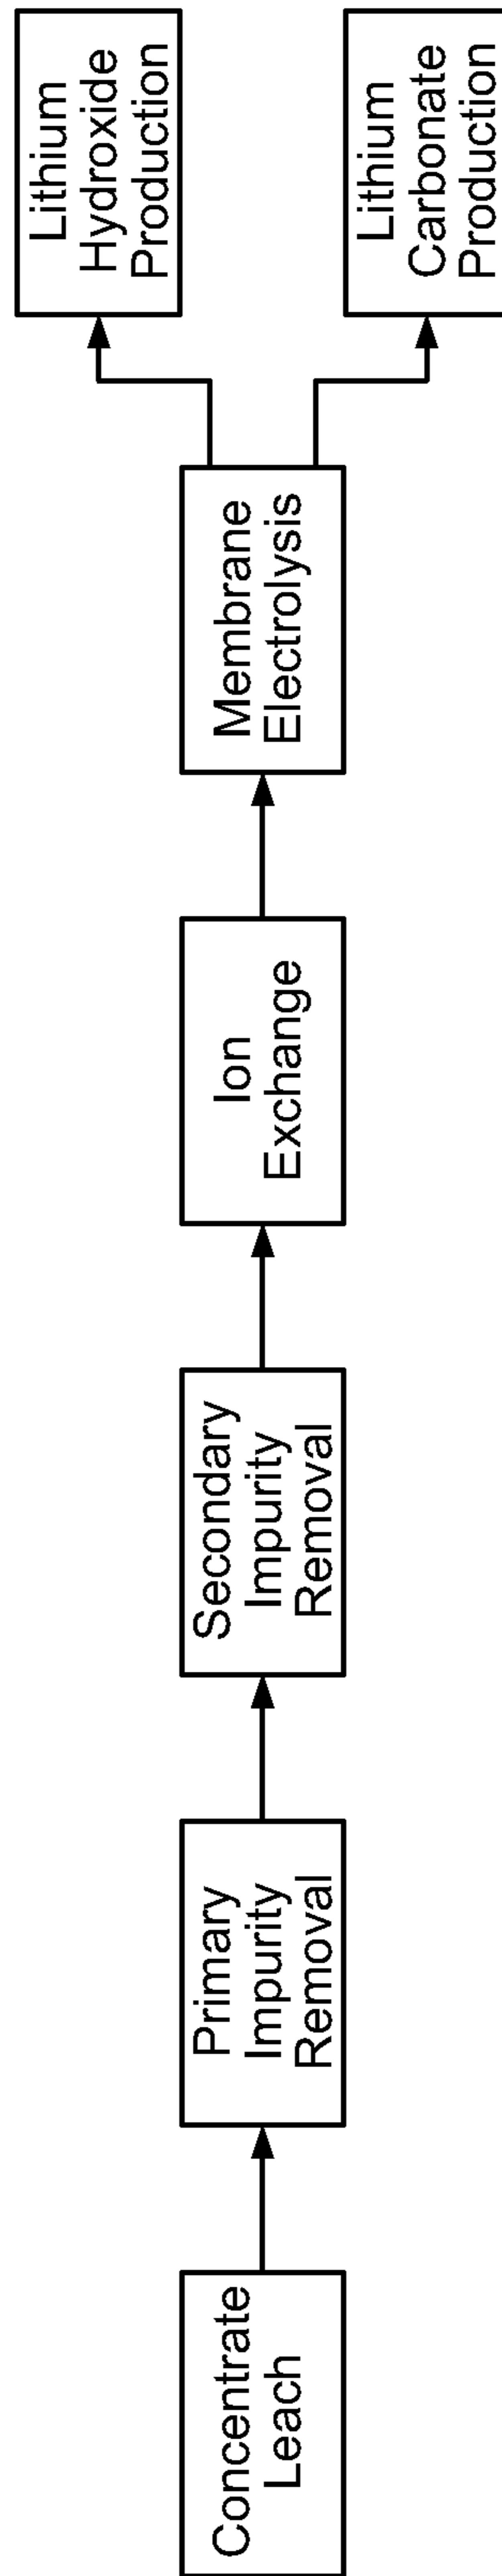 Concentrate
Leach
Primary
Impurity
Removal
Secondary
Impurity
Removal
Ion
Exchange
Membrane
Electrolysis
Lithium
Hydroxide
Production
Lithium
Carbonate
Production